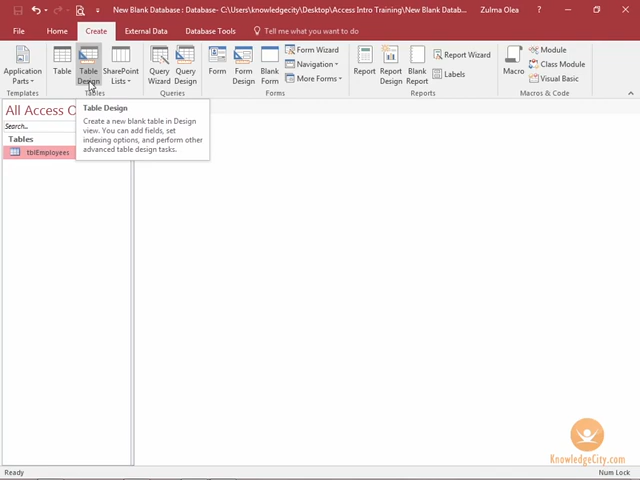 New Blank Database : Database- C:\Users\knowledgecity\Desktop\Access Intro Training\New Blank Datab... Zulma Olea ?
File Home Create External Data Database Tools Tell me what you want to do
Application Parts
Table
Table Design
SharePoint Lists
Query Wizard
Query Design
Form
Form Design
Blank Form
Form Wizard
Navigation
More Forms
Report
Report Design
Blank Report
Report Wizard
Labels
Macro
Module
Class Module
Visual Basic
Templates Tables Queries Forms Reports Macros & Code
All Access O
Search...
Tables
tblEmployees
Table Design
Create a new blank table in Design
view. You can add fields, set
indexing options, and perform other
advanced table design tasks.
KnowledgeCity.com
Ready Num Lock